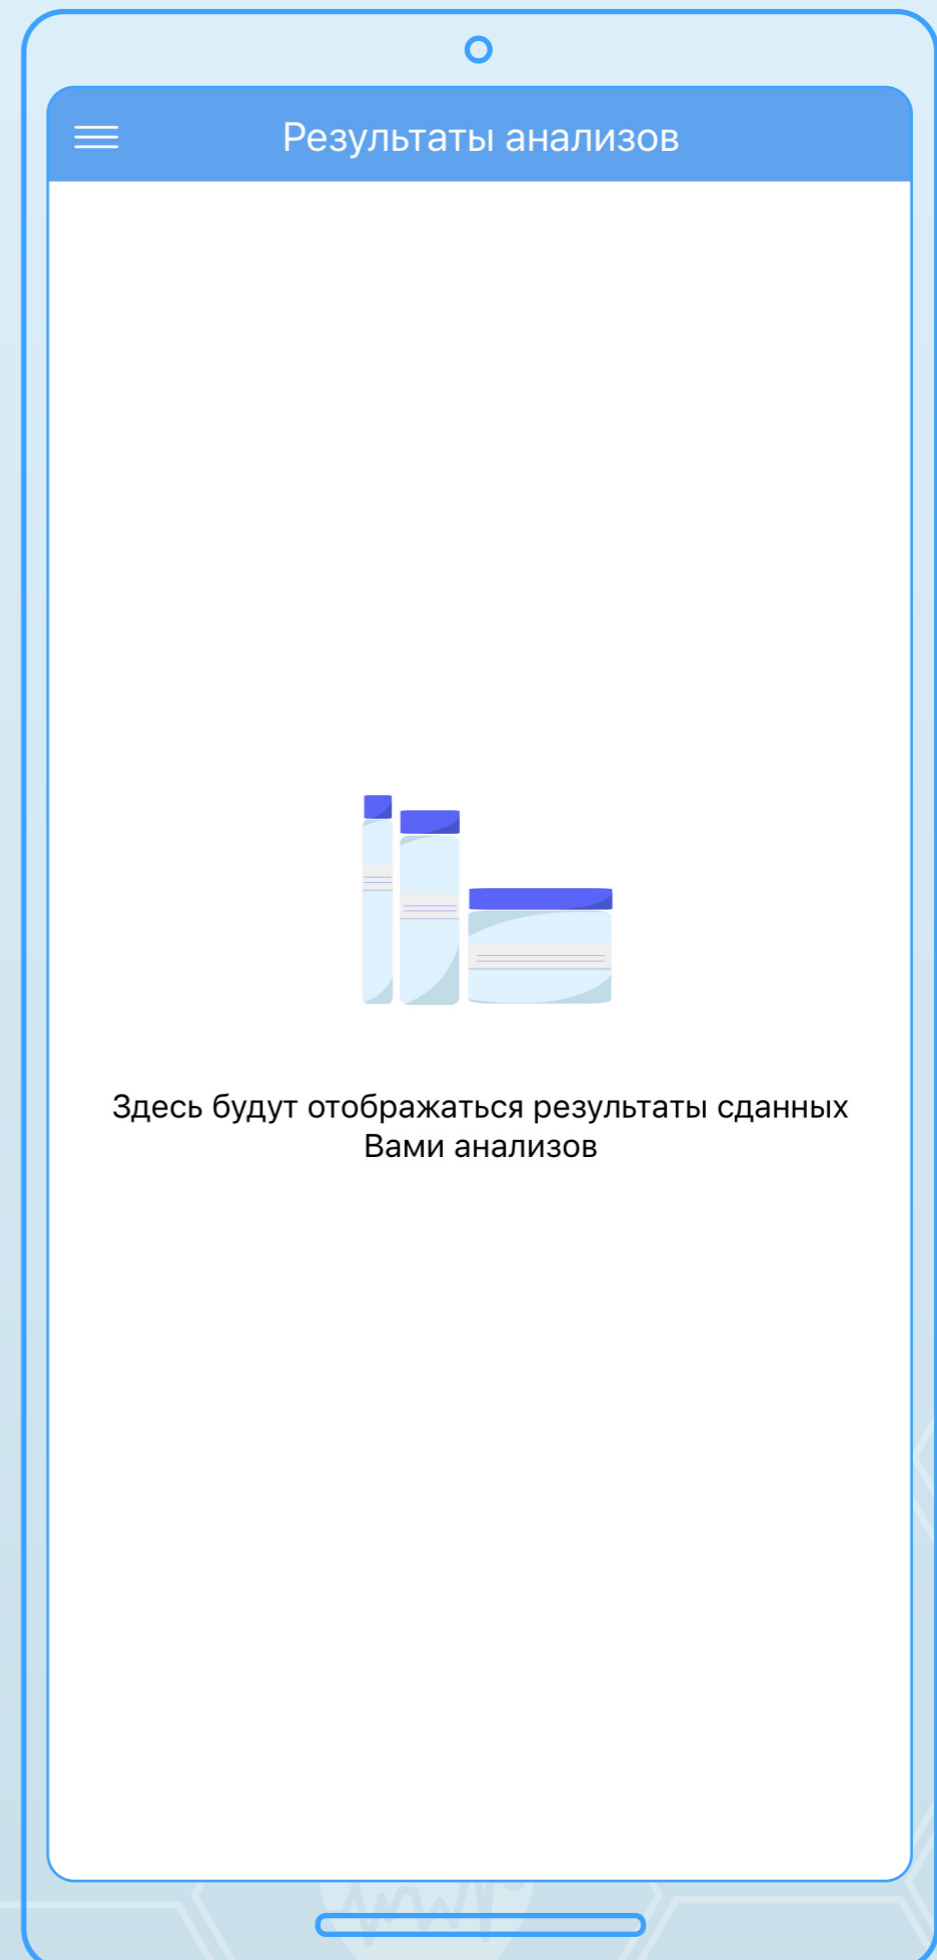 Результаты анализов
Здесь будут отображаться результаты сданных
Вами анализов